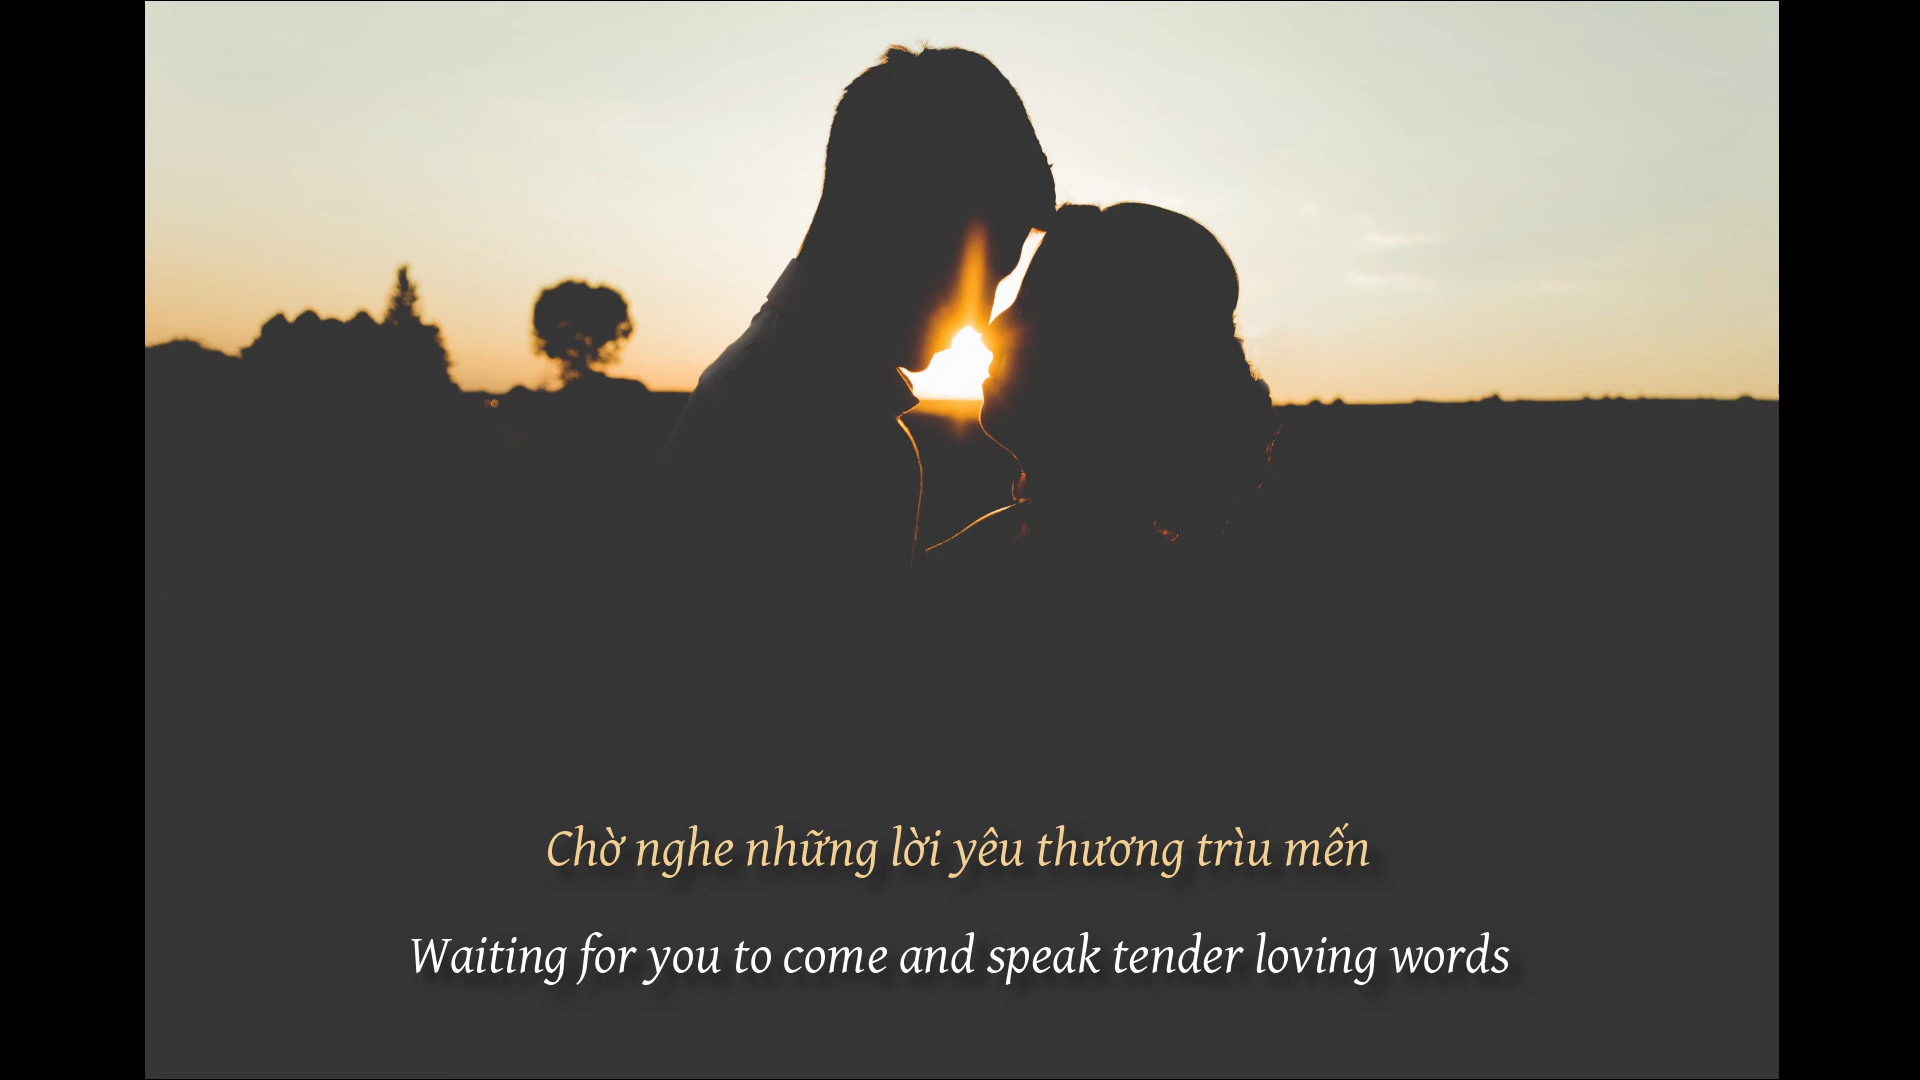 Chờ nghe những lời yêu thương trìu mến
Waiting for you to come and speak tender loving words